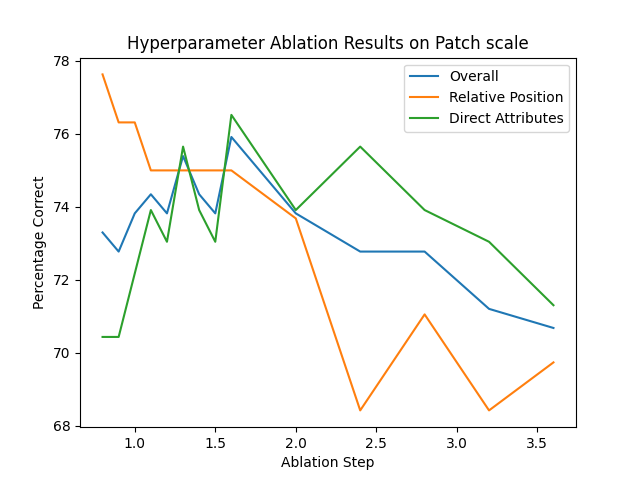 Hyperparameter Ablation Results on Patch scale
78
76
74
72
70
68
Percentage Correct
Overall
Relative Position
Direct Attributes
1.0 1.5 2.0 2.5 3.0 3.5
Ablation Step